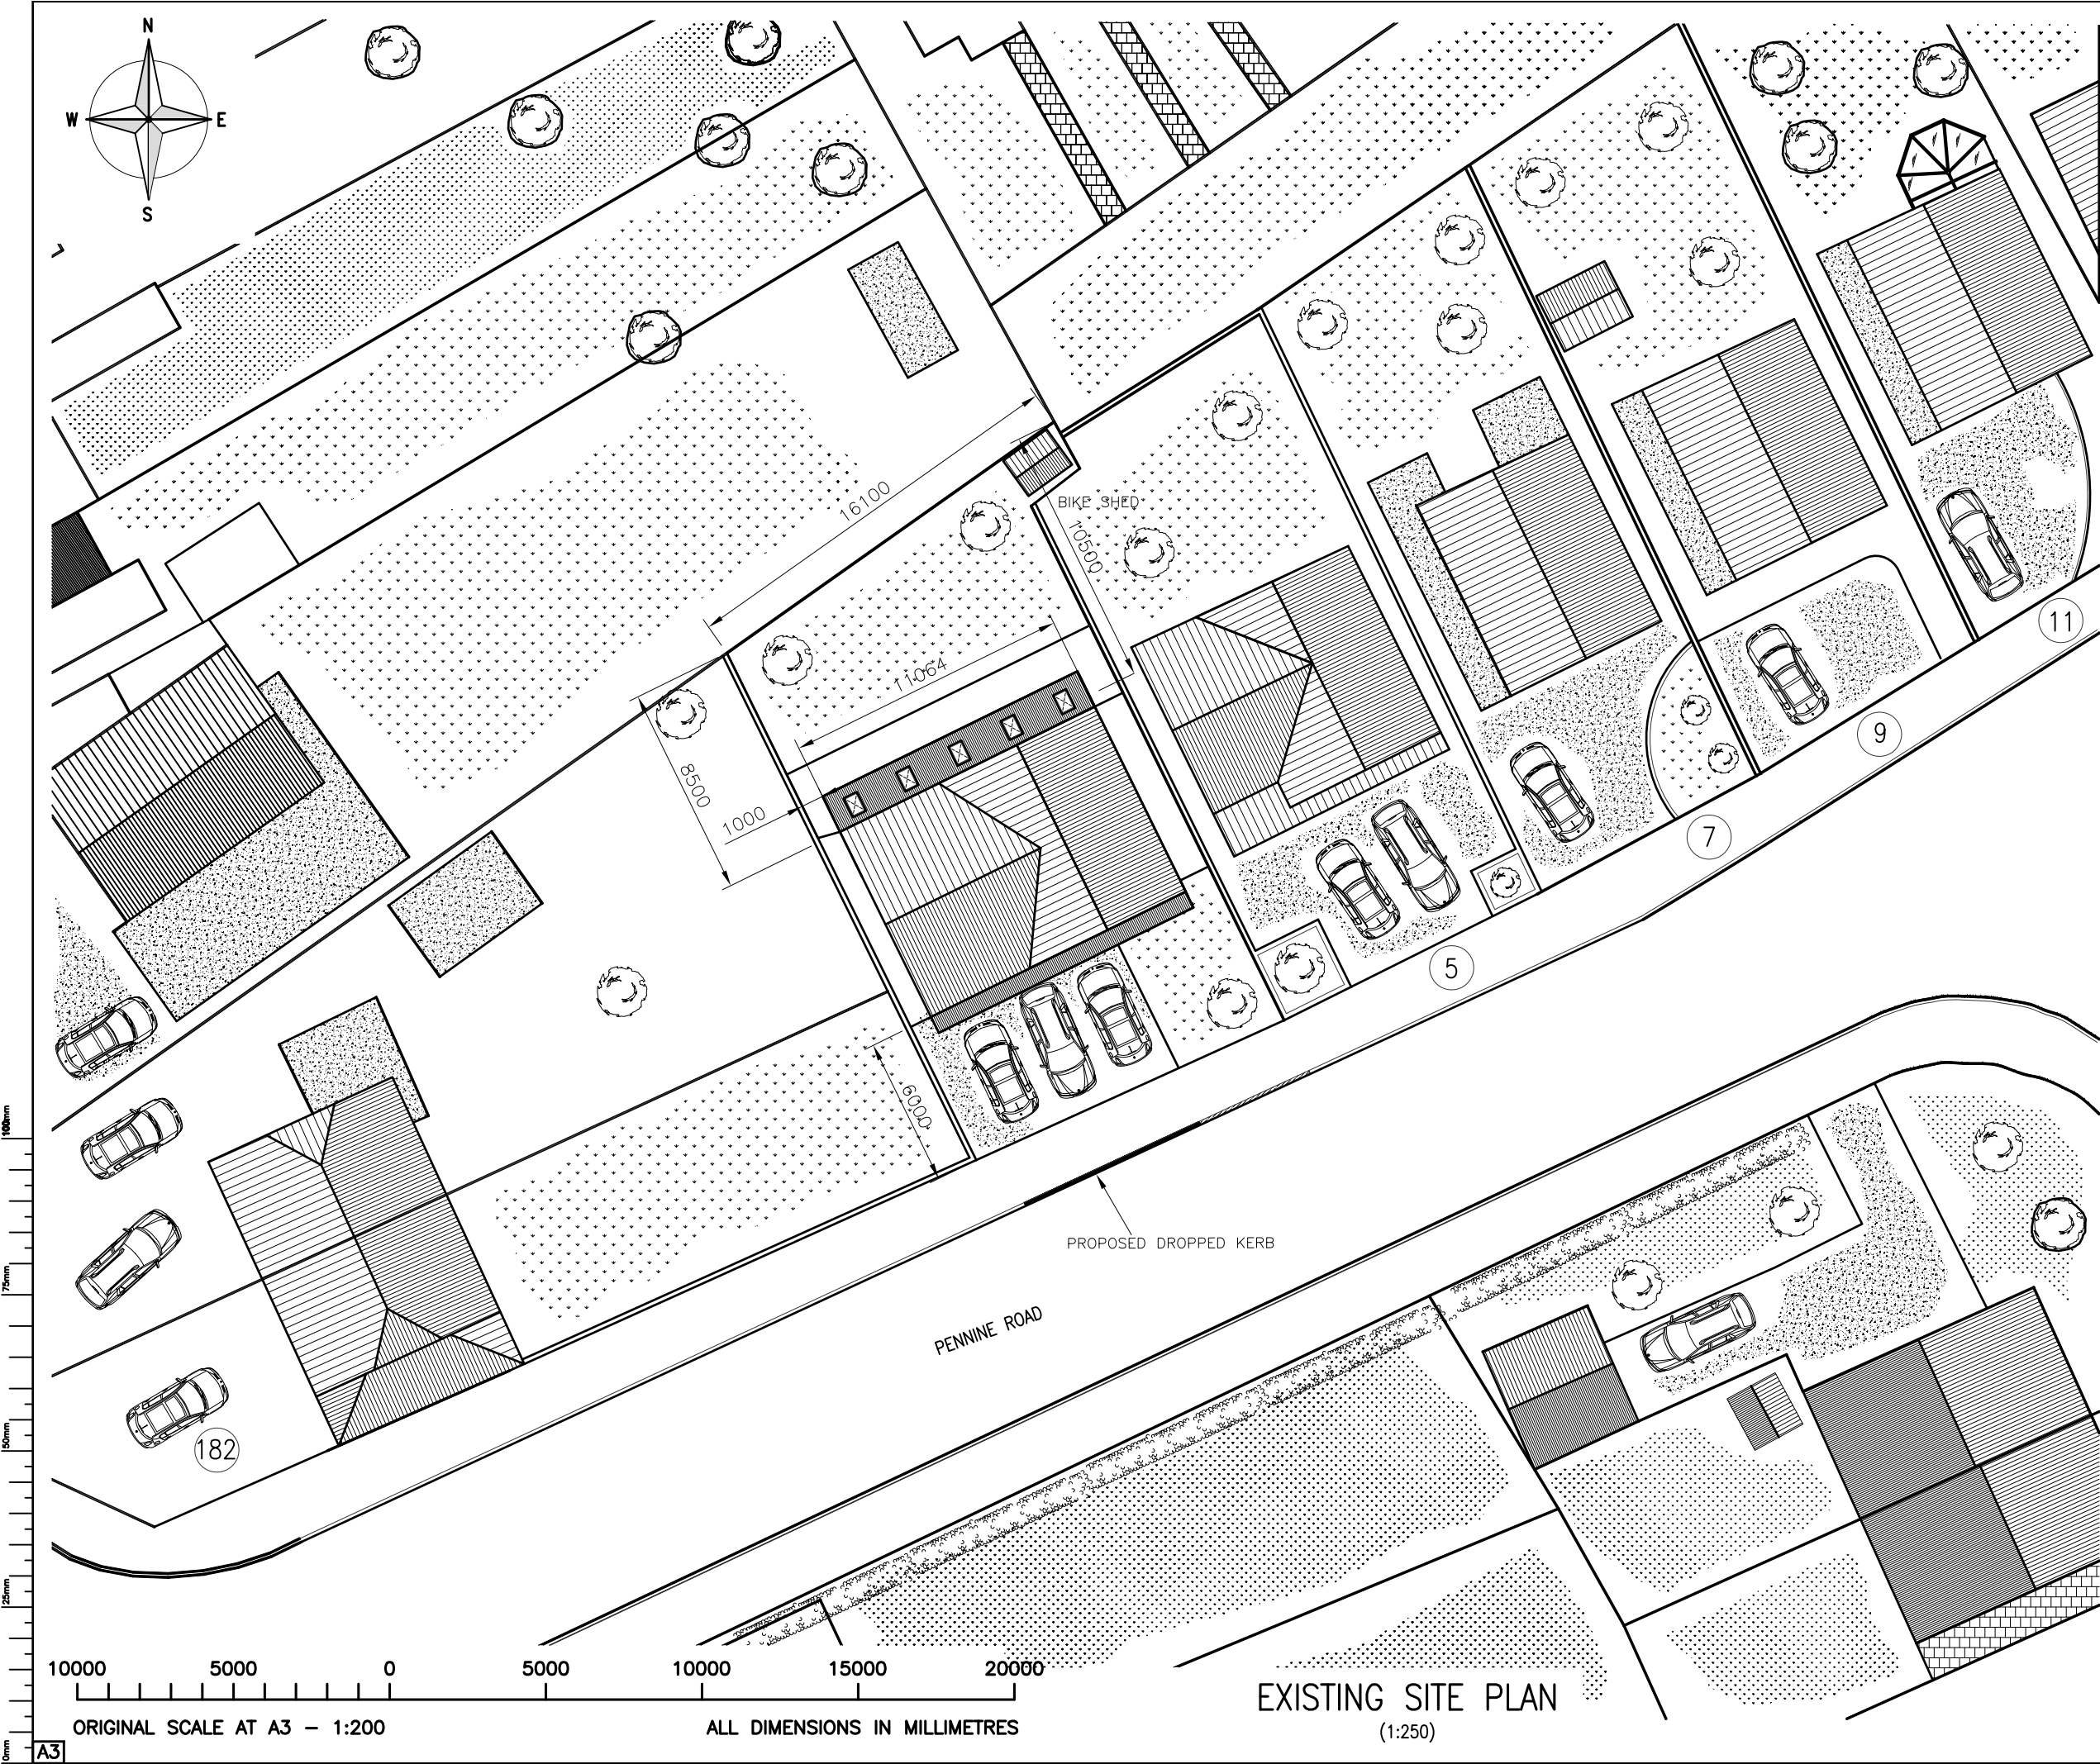 N
W E
S
16100
BIKE SHED
10500
11064
8500
1000
6000
11
9
7
5
182
PROPOSED DROPPED KERB
PENNINE ROAD
100mm
75mm
50mm
25mm
0mm
10000 5000 0 5000 10000 15000 20000
ORIGINAL SCALE AT A3 - 1:200 ALL DIMENSIONS IN MILLIMETRES
EXISTING SITE PLAN
(1:250)
A3